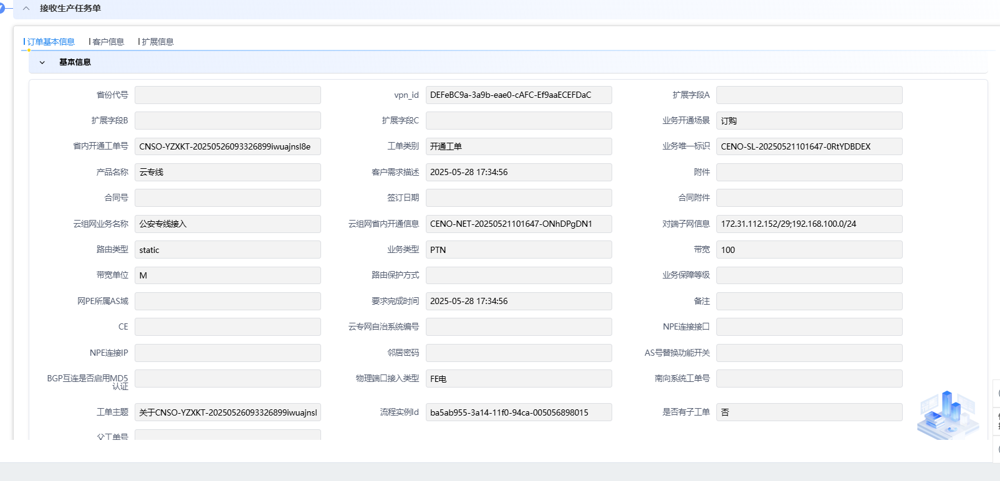 接收生产任务单
订单基本信息 客户信息 扩展信息
基本信息
省份代号 vpn_id DEFeBC9a-3a9b-eae0-cAFC-Ef9aaECEFDaC 扩展字段A
扩展字段B 扩展字段C 业务开通场景 订购
省内开通工单号 CNSO-YZXKT-20250526093326899iwuajnsl8e 工单类别 开通工单 业务唯一标识 CENO-SL-20250521101647-0RtYDBDEX
产品名称 云专线 客户需求描述 2025-05-28 17:34:56 附件
合同号 签订日期 合同附件
云组网业务名称 公安专线接入 云组网省内开通信息 CENO-NET-20250521101647-ONhDPgDN1 对端子网信息 172.31.112.152/29;192.168.100.0/24
路由类型 static 业务类型 PTN 带宽 100
带宽单位 M 路由保护方式 业务保障等级
网PE所属AS域 要求完成时间 2025-05-28 17:34:56 备注
CE 云专网自治系统编号 NPE连接接口
NPE连接IP 邻居密码 AS号替换功能开关
BGP互连是否启用MD5
认证 物理端口接入类型 FE电 南向系统工单号
工单主题 关于CNSO-YZXKT-20250526093326899iwuajnsl 流程实例Id ba5ab955-3a14-11f0-94ca-005056898015 是否有子工单 否
父工单号